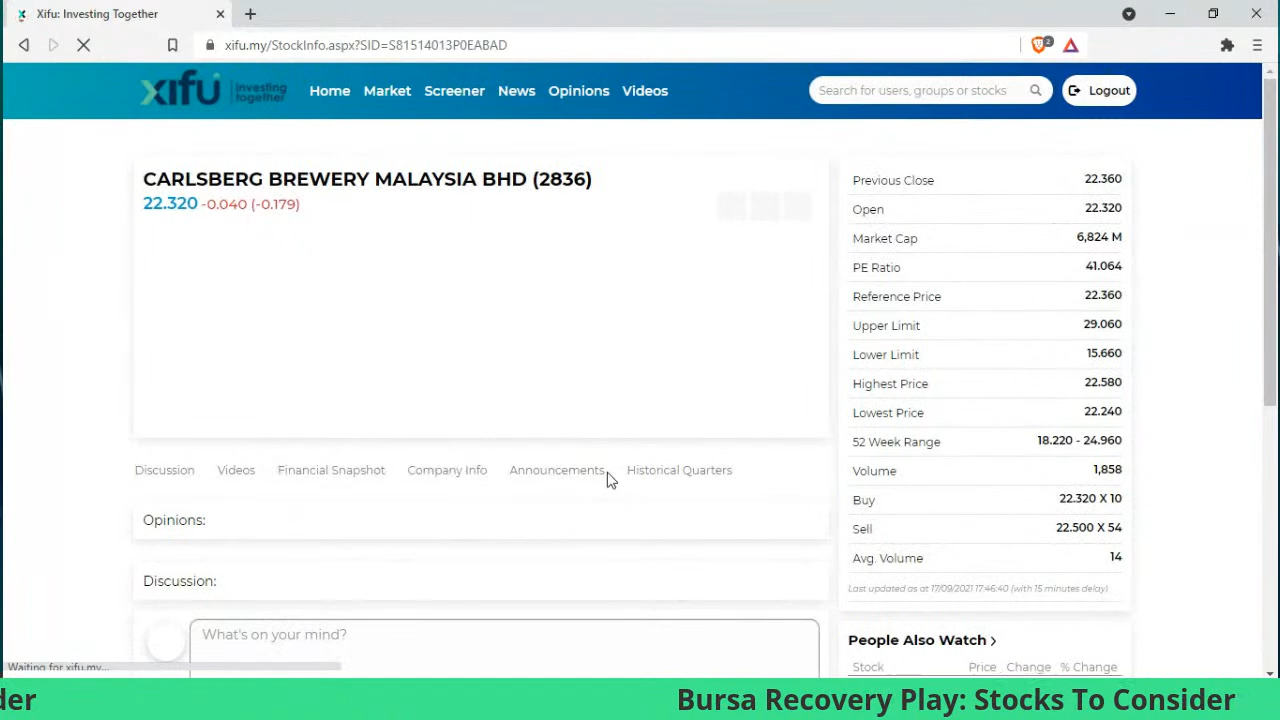 Xifu: Investing Together
xifu.my/StockInfo.aspx?SID=S81514013P0EABAD
2
xifu investing together
Home Market Screener News Opinions Videos
Search for users, groups or stocks
Logout
CARLSBERG BREWERY MALAYSIA BHD (2836)
22.320 -0.040 (-0.179)
Previous Close 22.360
Open 22.320
Market Cap 6,824 M
PE Ratio 41.064
Reference Price 22.360
Upper Limit 29.060
Lower Limit 15.660
Highest Price 22.580
Lowest Price 22.240
52 Week Range 18.220 - 24.960
Volume 1,858
Buy 22.320 X 10
Sell 22.500 X 54
Avg. Volume 14
Last updated as at 17/09/2021 17:46:40 (with 15 minutes delay)
Discussion Videos Financial Snapshot Company Info Announcements Historical Quarters
Opinions:
Discussion:
What's on your mind?
People Also Watch
Stock Price Change % Change
Waiting for xifu.my...
der Bursa Recovery Play: Stocks To Consider